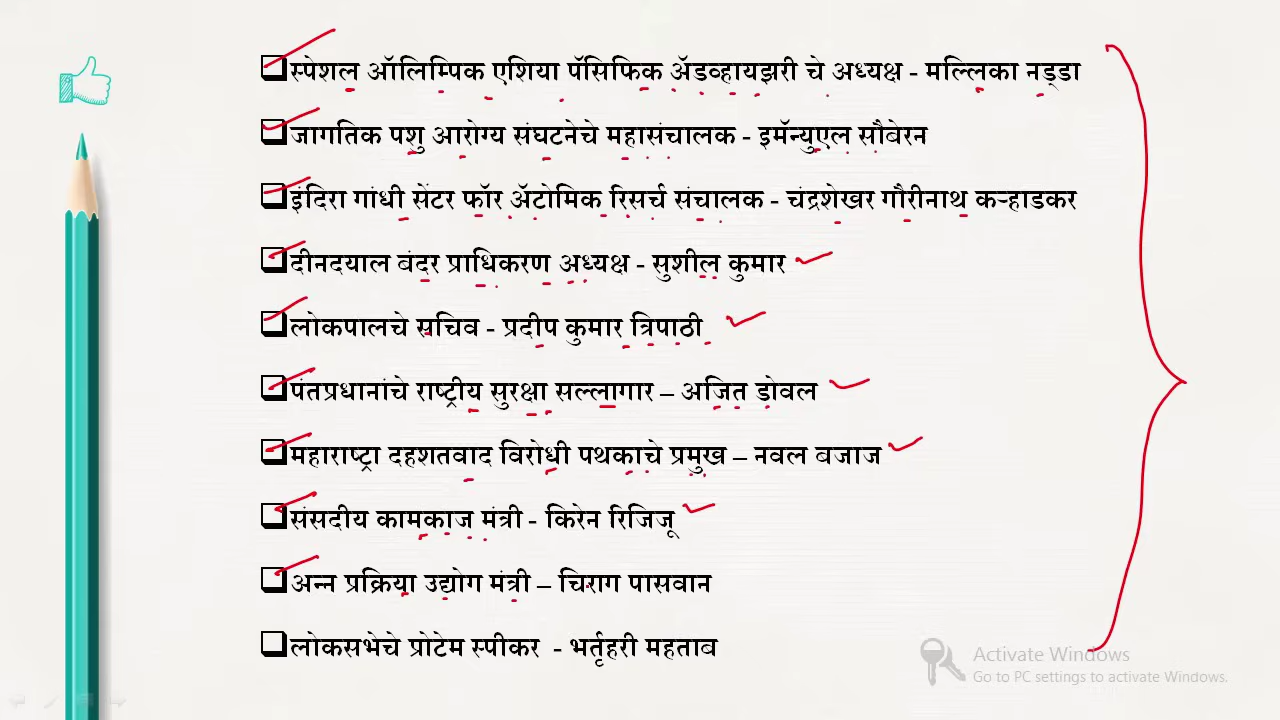 स्पेशल ऑलिम्पिक एशिया पॅसिफिक ॲडव्हायझरी चे अध्यक्ष - मल्लिका नड्डा
जागतिक पशु आरोग्य संघटनेचे महासंचालक - इमॅन्युएल सौबेरन
इंदिरा गांधी सेंटर फॉर ॲटोमिक रिसर्च संचालक - चंद्रशेखर गौरीनाथ कऱ्हाडकर
दीनदयाल बंदर प्राधिकरण अध्यक्ष - सुशील कुमार
लोकपालचे सचिव - प्रदीप कुमार त्रिपाठी
पंतप्रधानांचे राष्ट्रीय सुरक्षा सल्लागार – अजित डोवल
महाराष्ट्रा दहशतवाद विरोधी पथकाचे प्रमुख – नवल बजाज
संसदीय कामकाज मंत्री - किरेन रिजिजू
अन्न प्रक्रिया उद्योग मंत्री – चिराग पासवान
लोकसभेचे प्रोटेम स्पीकर - भर्तृहरी महताब
Activate Windows
Go to PC settings to activate Windows.